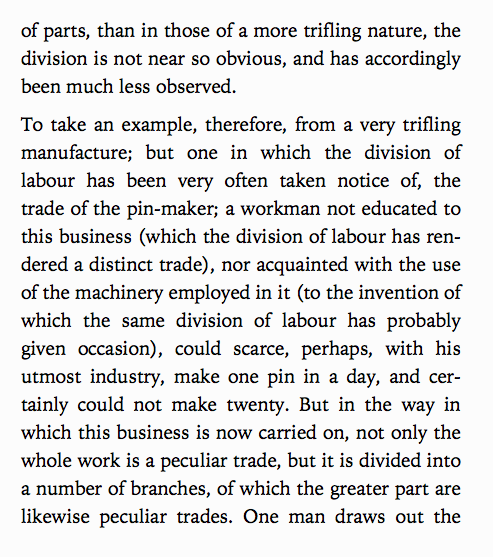 of parts, than in those of a more trifling nature, the
division is not near so obvious, and has accordingly
been much less observed.
To take an example, therefore, from a very trifling
manufacture; but one in which the division of
labour has been very often taken notice of, the
trade of the pin-maker; a workman not educated to
this business (which the division of labour has ren-
dered a distinct trade), nor acquainted with the use
of the machinery employed in it (to the invention of
which the same division of labour has probably
given occasion), could scarce, perhaps, with his
utmost industry, make one pin in a day, and cer-
tainly could not make twenty. But in the way in
which this business is now carried on, not only the
whole work is a peculiar trade, but it is divided into
a number of branches, of which the greater part are
likewise peculiar trades. One man draws out the